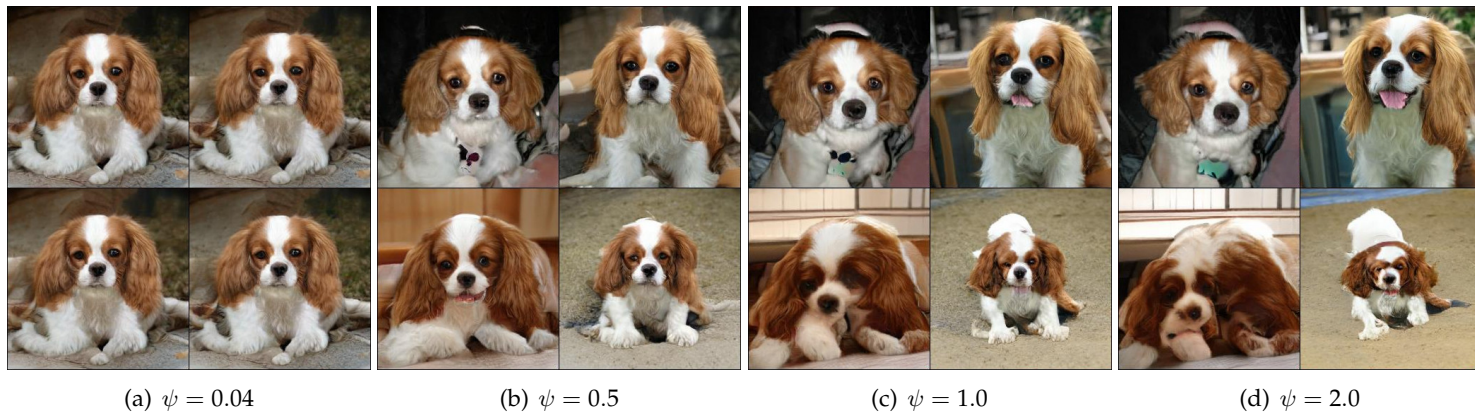 (a) ψ = 0.04 (b) ψ = 0.5 (c) ψ = 1.0 (d) ψ = 2.0